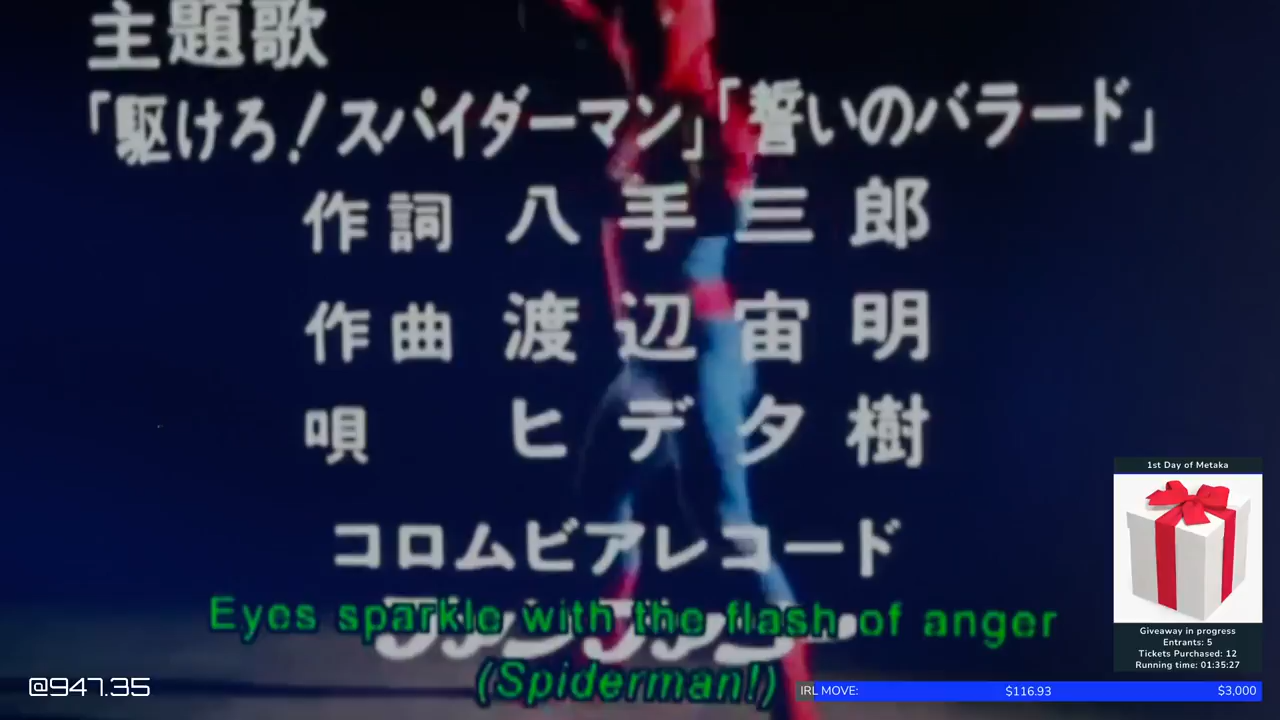 主題歌
「駆けろ!スパイダーマン」「誓いのバラード」
作詞 八手三郎
作曲 渡辺宙明
唄 ヒデタ樹
コロムビアレコード
Eyes sparkle with the flash of anger
(Spiderman!)
1st Day of Metaka
Giveaway in progress
Entrants: 5
Tickets Purchased: 12
Running time: 01:35:27
@947.35
IRL MOVE: $116.93 $3,000